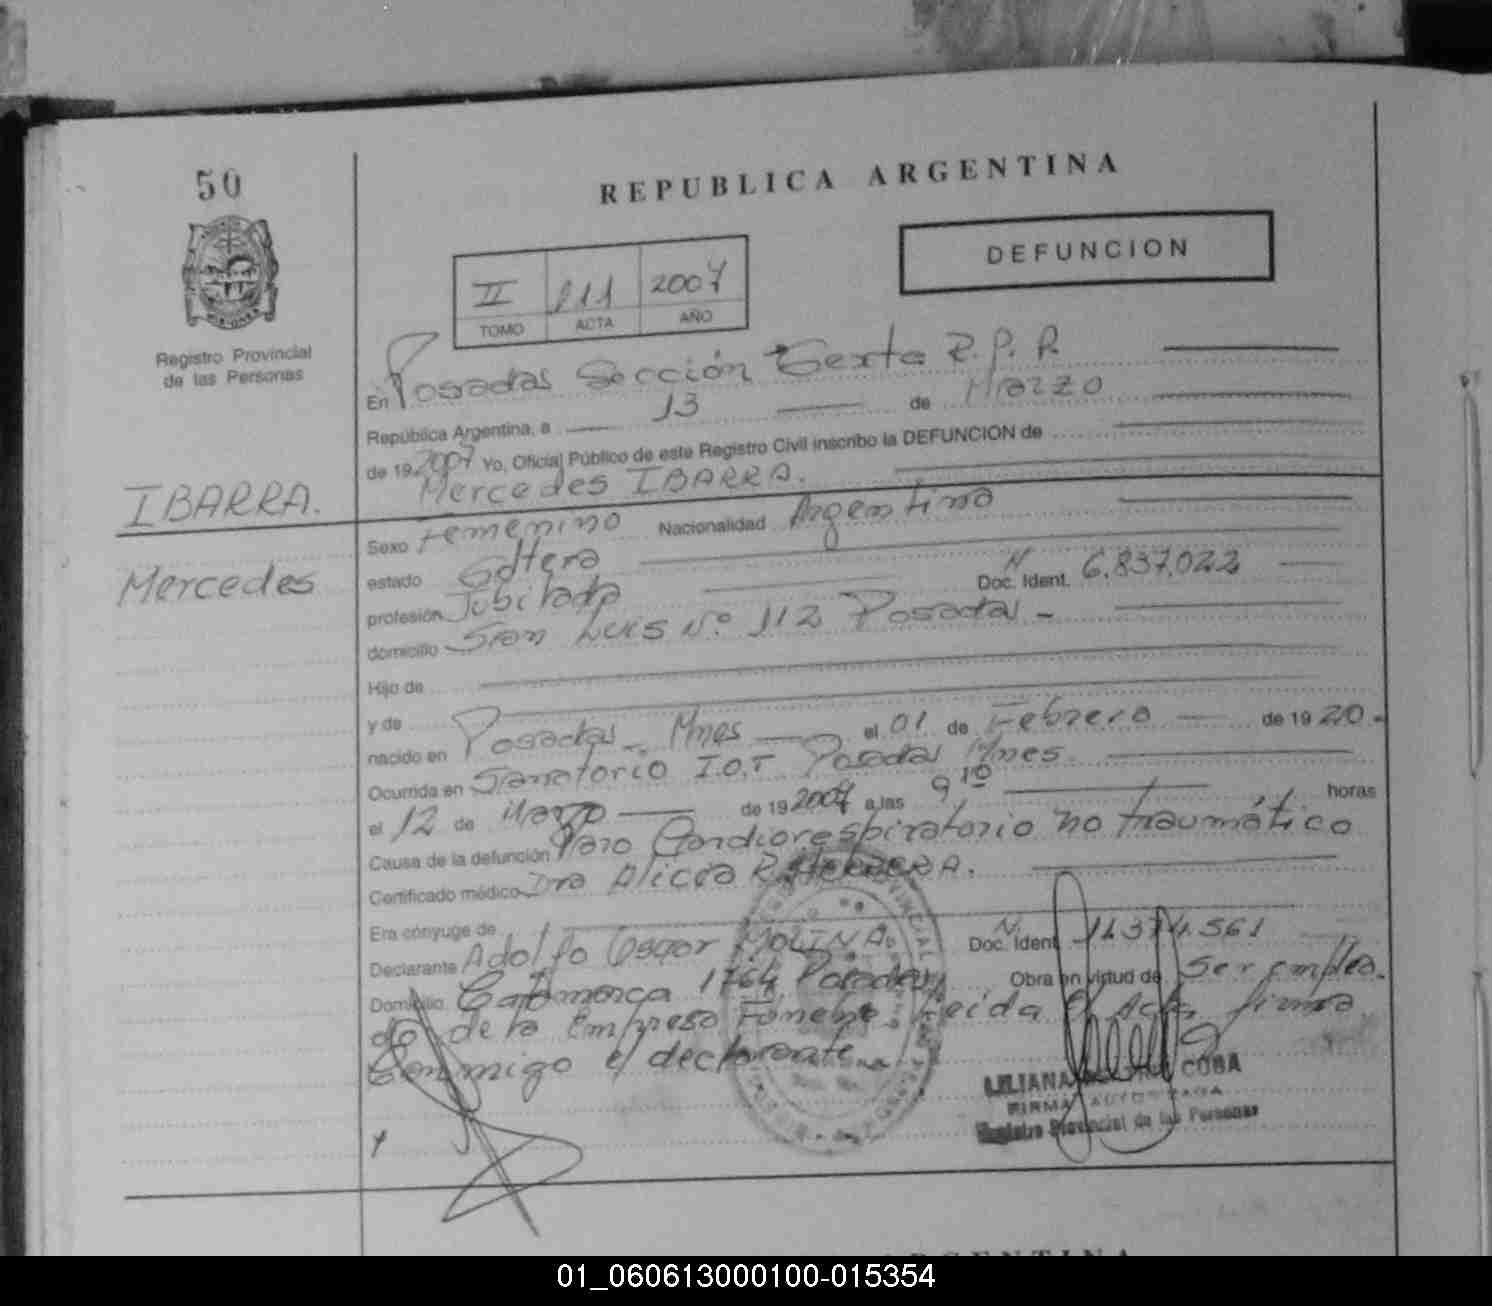 50
REPUBLICA ARGENTINA
DEFUNCION
II 111 2007
TOMO ACTA AÑO
Registro Provincial
de las Personas
En Posadas Sección Sexta R.P.P.
República Argentina, a 13 de Marzo
de 19 2007 Yo, Oficial Público de este Registro Civil inscribo la DEFUNCION de
Mercedes IBARRA.
IBARRA.
Mercedes
Sexo Femenino Nacionalidad Argentina
estado Soltera
profesión Jubilada Doc. Ident. N 6.837.022
domicilio San Luis Nº 112 Posadas -
Hijo de
y de
nacido en Posadas - Mnes el 01 de Febrero de 19 20 -
Ocurrida en Sanatorio I.O.T Posadas Mnes.
el 12 de Marzo de 19 2007 a las 9 10 horas
Causa de la defunción Paro Cardiorespiratorio no traumático
Certificado médico Dra Alicia R. HERRERA.
Era cónyuge de
Declarante Adolfo Oscar MOLINA Doc. Ident N 561
Domicilio Catamarca 1764 Posadas Obra en virtud de Ser emplea
do de la Empresa Fúnebre Leida el Acta firma
Conmigo el declarante
LILIANA COBA
FIRMA AUTORIZADA
Registro Provincial de las Personas
ARGENTINA
01_060613000100-015354